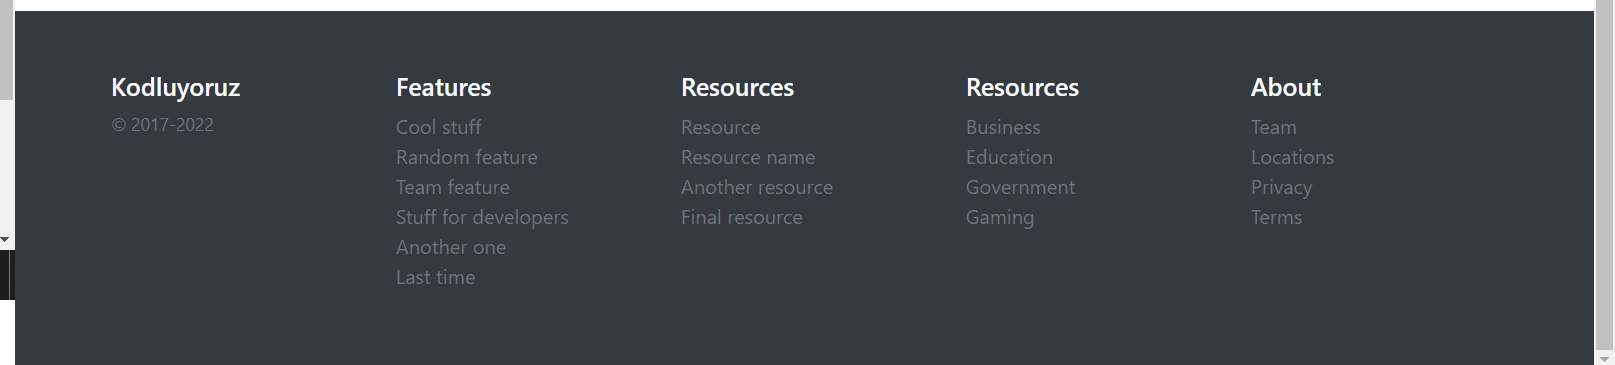 Kodluyoruz
© 2017-2022
Features
Cool stuff
Random feature
Team feature
Stuff for developers
Another one
Last time
Resources
Resource
Resource name
Another resource
Final resource
Resources
Business
Education
Government
Gaming
About
Team
Locations
Privacy
Terms